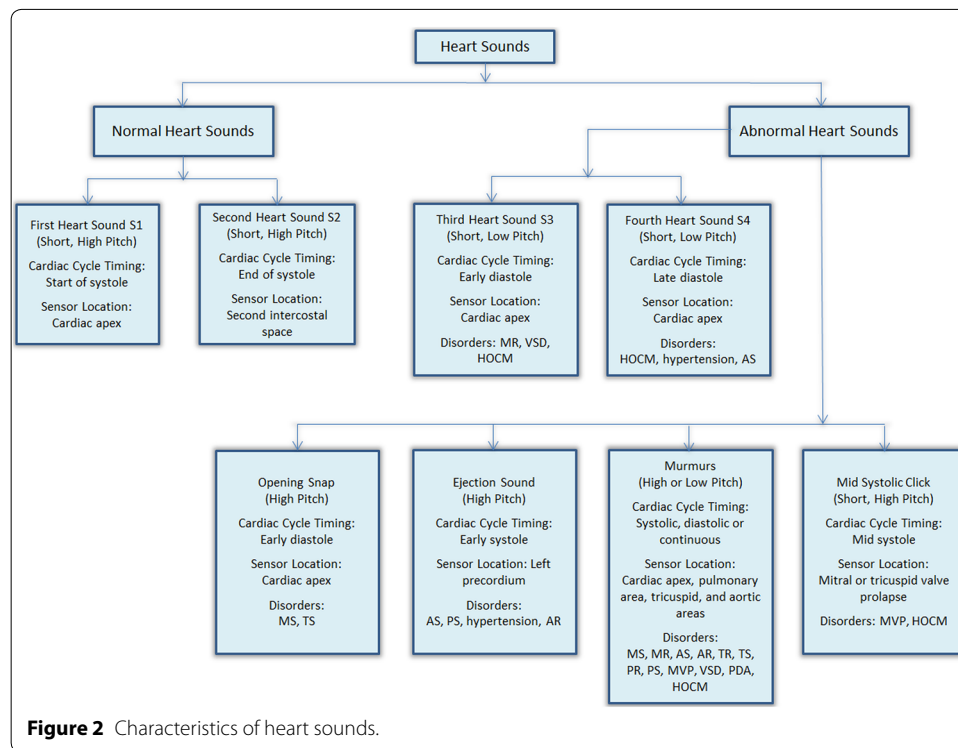 Heart Sounds
Normal Heart Sounds
Abnormal Heart Sounds
First Heart Sound S1
(Short, High Pitch)
Cardiac Cycle Timing:
Start of systole
Sensor Location:
Cardiac apex
Second Heart Sound S2
(Short, High Pitch)
Cardiac Cycle Timing:
End of systole
Sensor Location:
Second intercostal
space
Third Heart Sound S3
(Short, Low Pitch)
Cardiac Cycle Timing:
Early diastole
Sensor Location:
Cardiac apex
Disorders: MR, VSD,
HOCM
Fourth Heart Sound S4
(Short, Low Pitch)
Cardiac Cycle Timing:
Late diastole
Sensor Location:
Cardiac apex
Disorders:
HOCM, hypertension, AS
Opening Snap
(High Pitch)
Cardiac Cycle Timing:
Early diastole
Sensor Location:
Cardiac apex
Disorders:
MS, TS
Ejection Sound
(High Pitch)
Cardiac Cycle Timing:
Early systole
Sensor Location: Left
precordium
Disorders:
AS, PS, hypertension, AR
Murmurs
(High or Low Pitch)
Cardiac Cycle Timing:
Systolic, diastolic or
continuous
Sensor Location:
Cardiac apex, pulmonary
area, tricuspid, and aortic
areas
Disorders:
MS, MR, AS, AR, TR, TS,
PR, PS, MVP, VSD, PDA,
HOCM
Mid Systolic Click
(Short, High Pitch)
Cardiac Cycle Timing:
Mid systole
Sensor Location:
Mitral or tricuspid valve
prolapse
Disorders: MVP, HOCM
Figure 2 Characteristics of heart sounds.